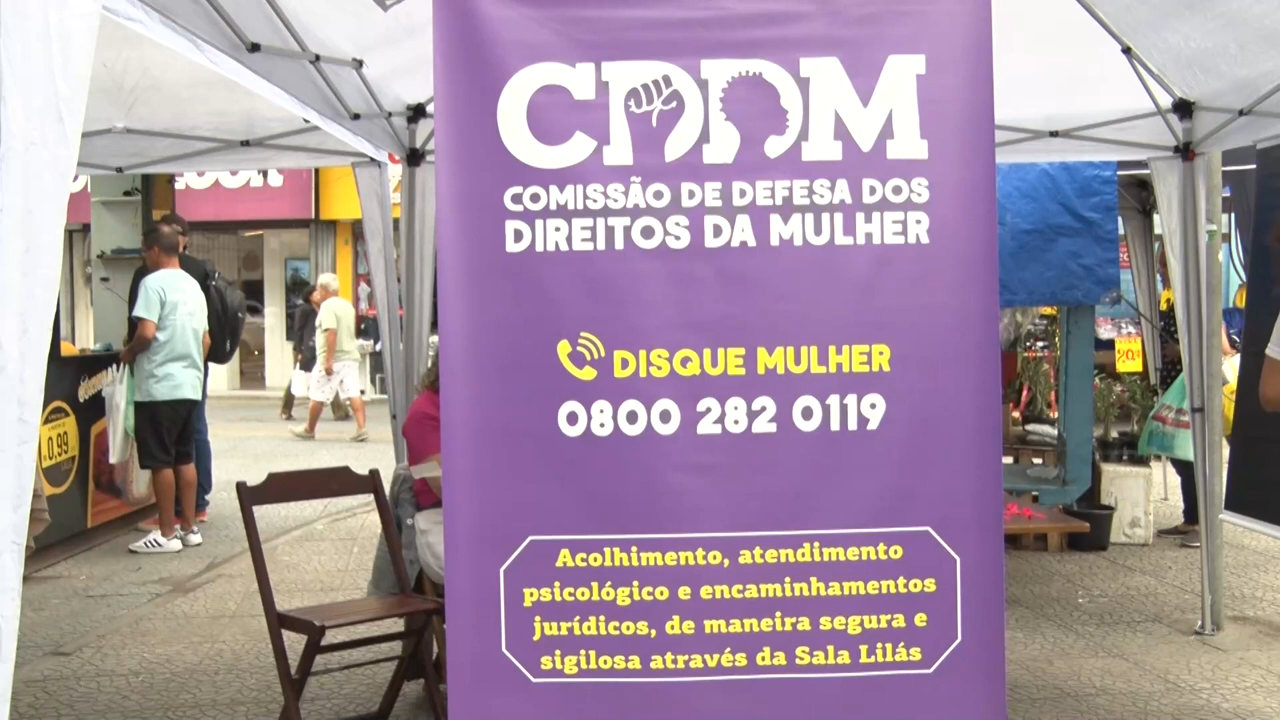 CDDM
COMISSÃO DE DEFESA DOS
DIREITOS DA MULHER
DISQUE MULHER
0800 282 0119
Acolhimento, atendimento
psicológico e encaminhamentos
jurídicos, de maneira segura e
sigilosa através da Sala Lilás
0,99